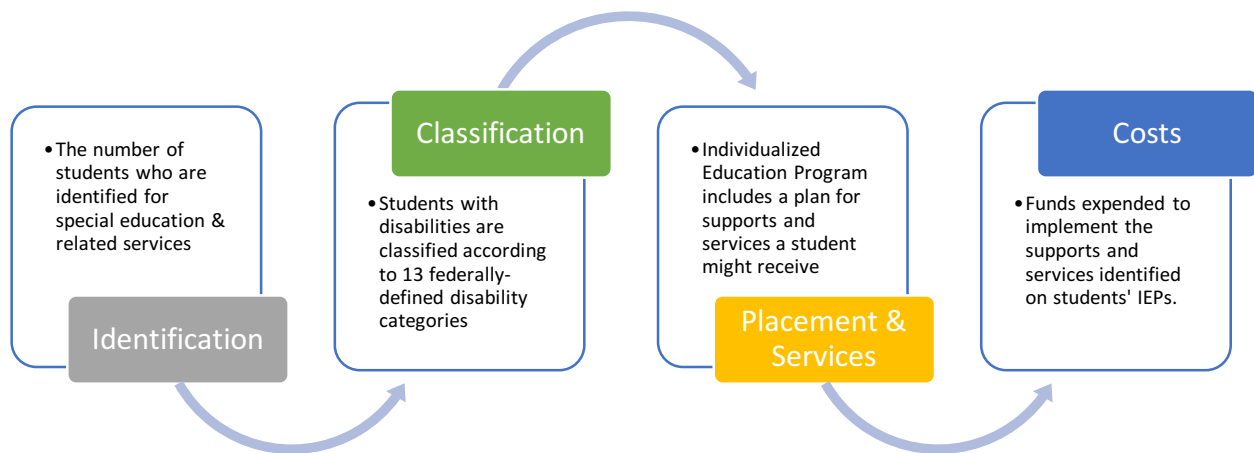 •The number of
students who are
identified for
special education &
related services
Identification
Classification
•Students with
disabilities are
classified according
to 13 federally-
defined disability
categories
•Individualized
Education Program
includes a plan for
supports and
services a student
might receive
Placement &
Services
Costs
•Funds expended to
implement the
supports and
services identified
on students' IEPs.